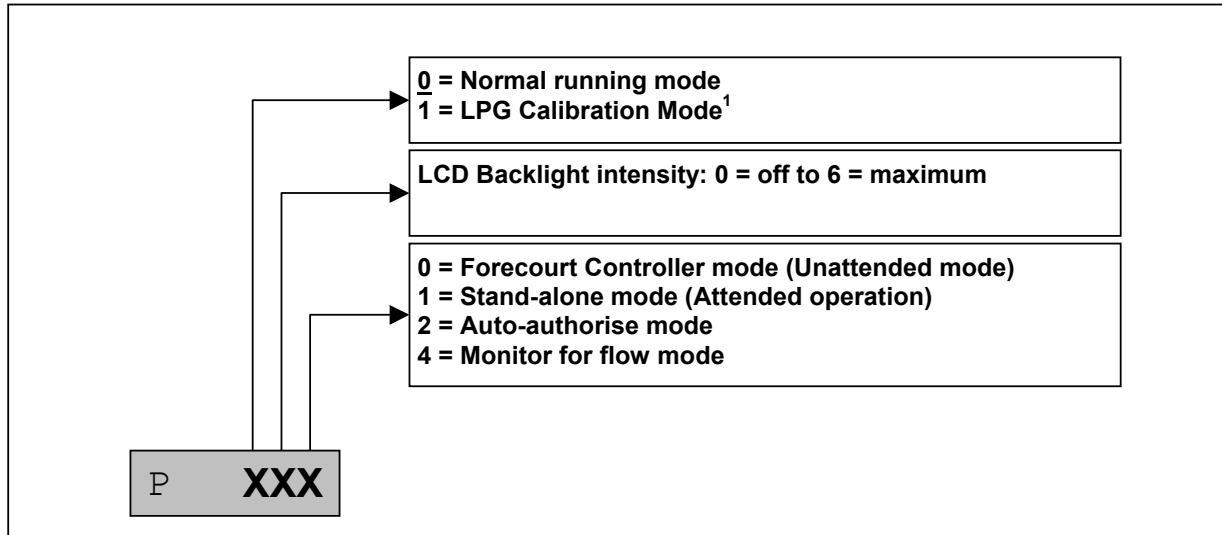 0 = Normal running mode
1 = LPG Calibration Mode¹
LCD Backlight intensity: 0 = off to 6 = maximum
0 = Forecourt Controller mode (Unattended mode)
1 = Stand-alone mode (Attended operation)
2 = Auto-authorise mode
4 = Monitor for flow mode
P XXX